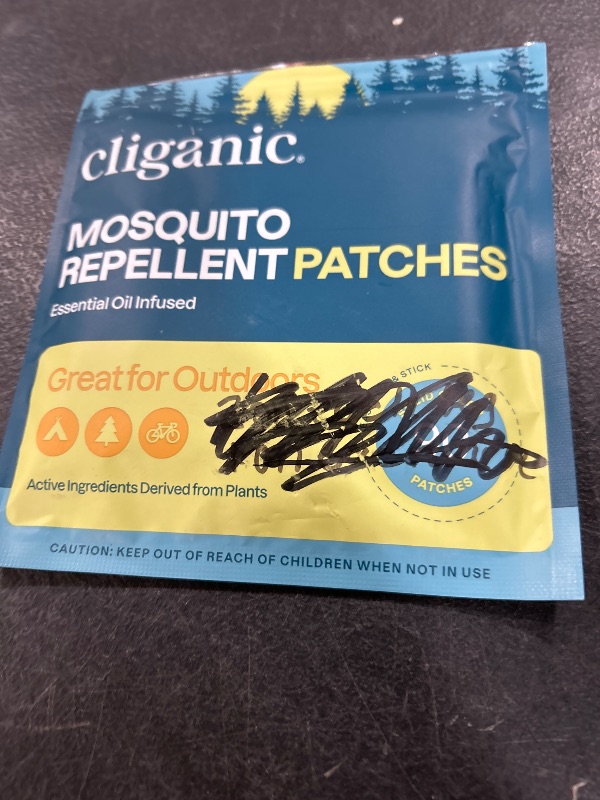 cliganic®
MOSQUITO
REPELLENT PATCHES
Essential Oil Infused
Great for Outdoors
& STICK
PATCHES
Active Ingredients Derived from Plants
CAUTION: KEEP OUT OF REACH OF CHILDREN WHEN NOT IN USE